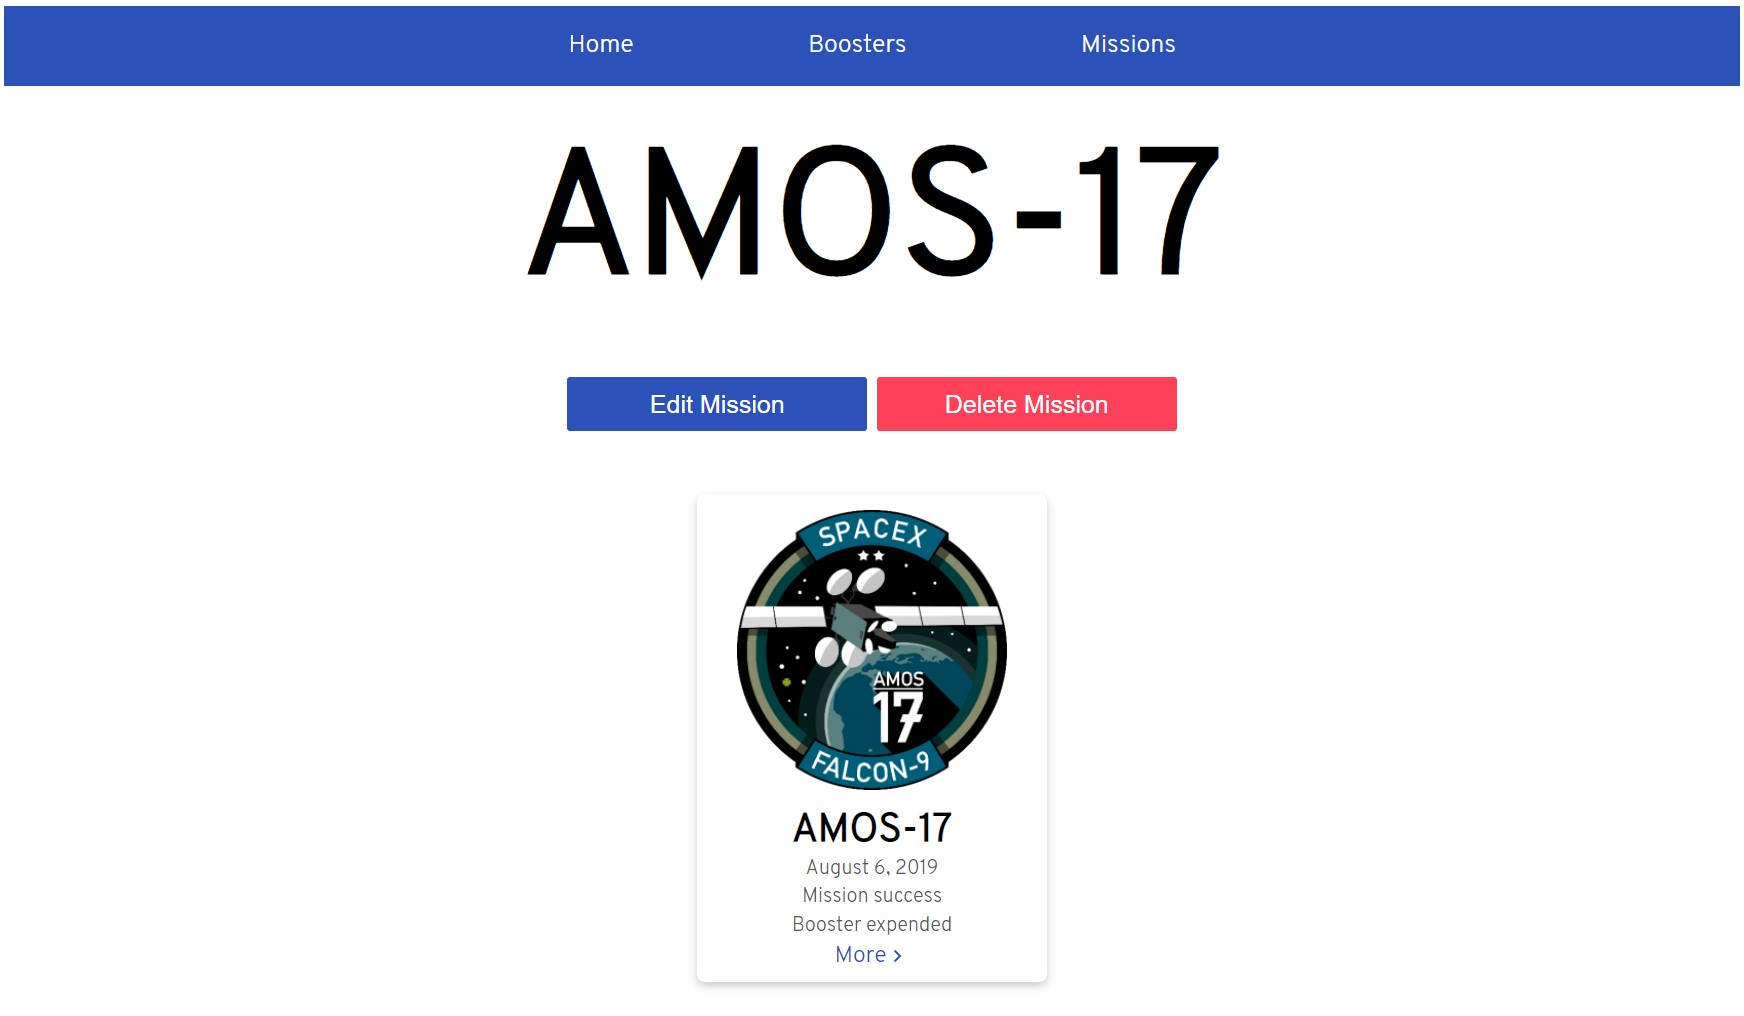 Home Boosters Missions
AMOS-17
Edit Mission Delete Mission
SPACEX
AMOS
17
FALCON-9
AMOS-17
August 6, 2019
Mission success
Booster expended
More >